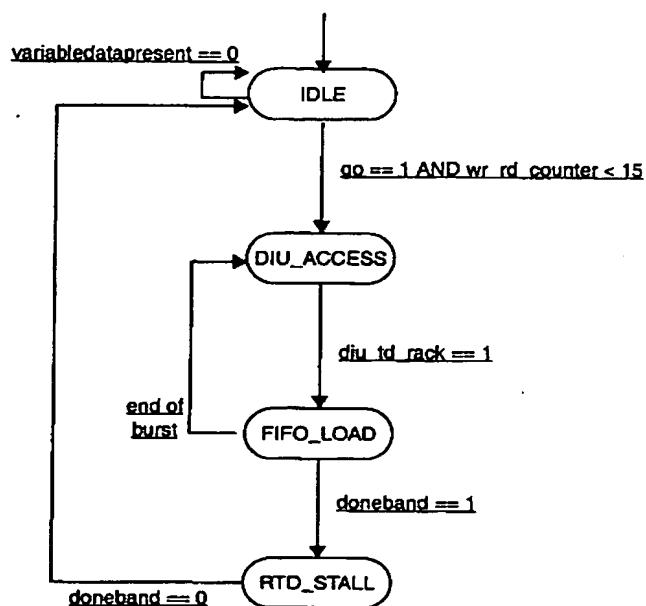 variabledatapresent == 0
IDLE
go == 1 AND wr_rd_counter < 15
DIU_ACCESS
diu_td_rack == 1
end of
burst
FIFO_LOAD
doneband == 1
RTD_STALL
doneband == 0